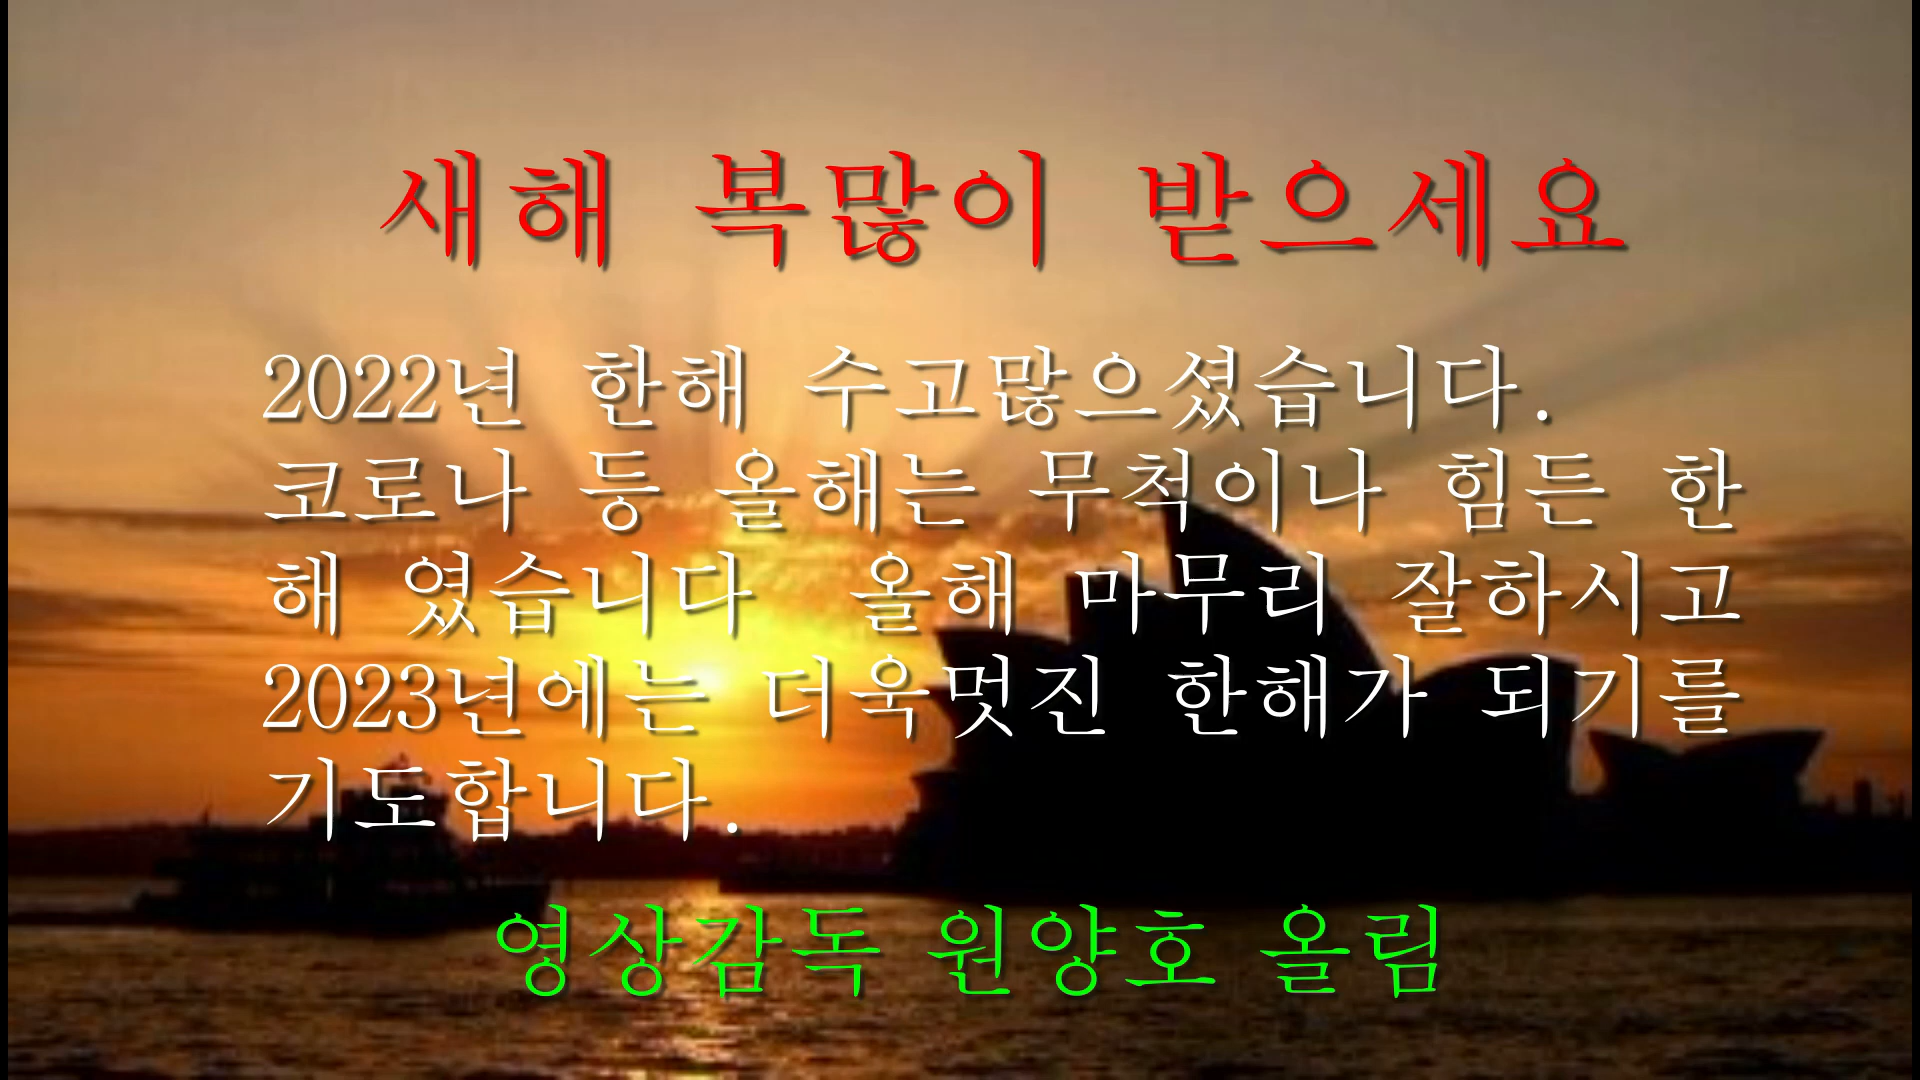 새해 복많이 받으세요
2022년 한해 수고많으셨습니다.
코로나 등 올해는 무척이나 힘든 한
해 였습니다 올해 마무리 잘하시고
2023년에는 더욱멋진 한해가 되기를
기도합니다.
영상감독 원양호 올림